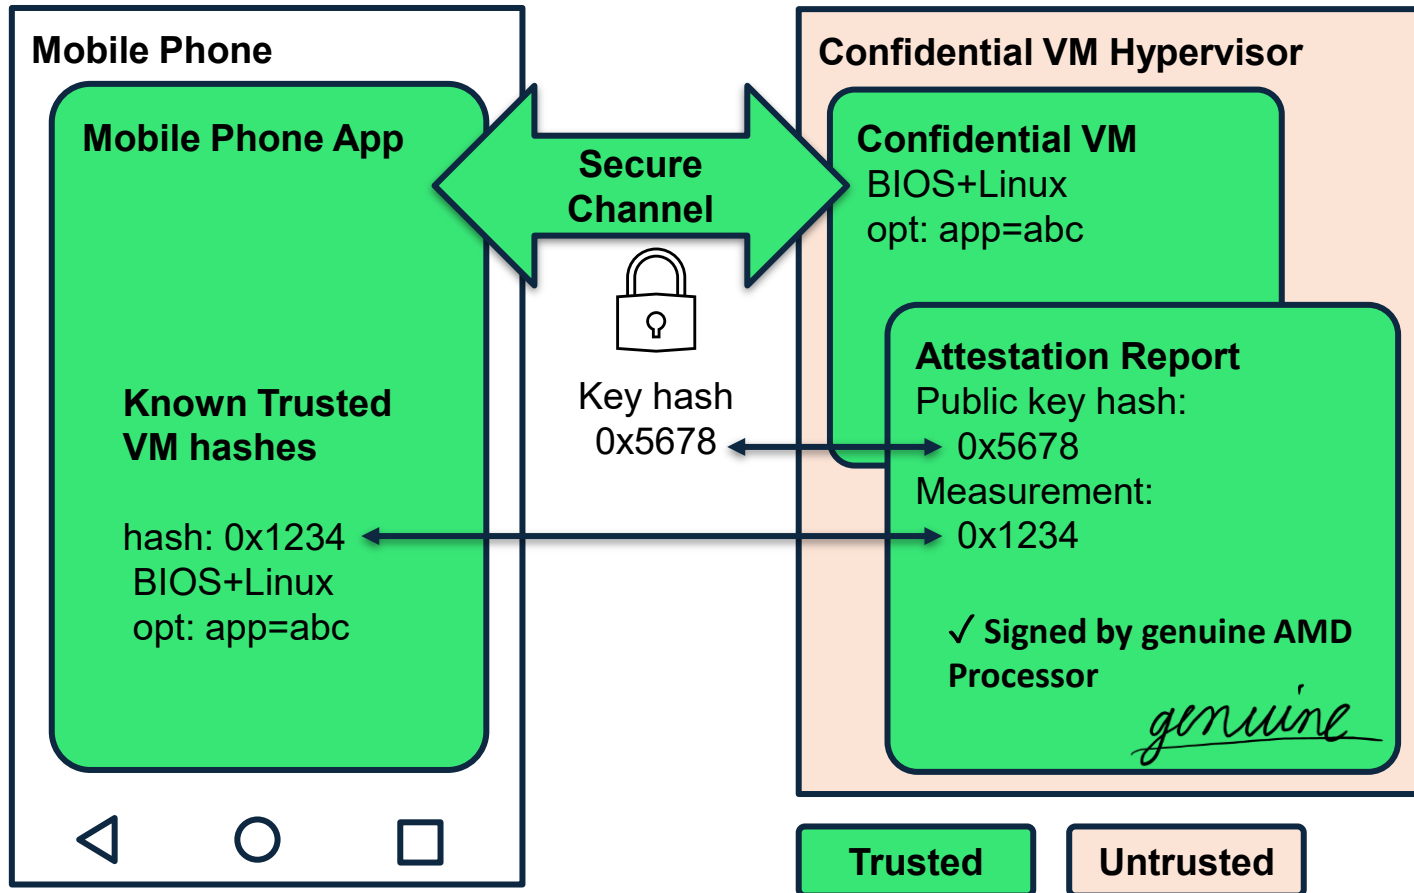 Mobile Phone
Mobile Phone App
Known Trusted
VM hashes
hash: 0x1234
BIOS+Linux
opt: app=abc
Secure
Channel
Key hash
0x5678
Confidential VM Hypervisor
Confidential VM
BIOS+Linux
opt: app=abc
Attestation Report
Public key hash:
0x5678
Measurement:
0x1234
✓ Signed by genuine AMD
Processor
genuine
Trusted
Untrusted